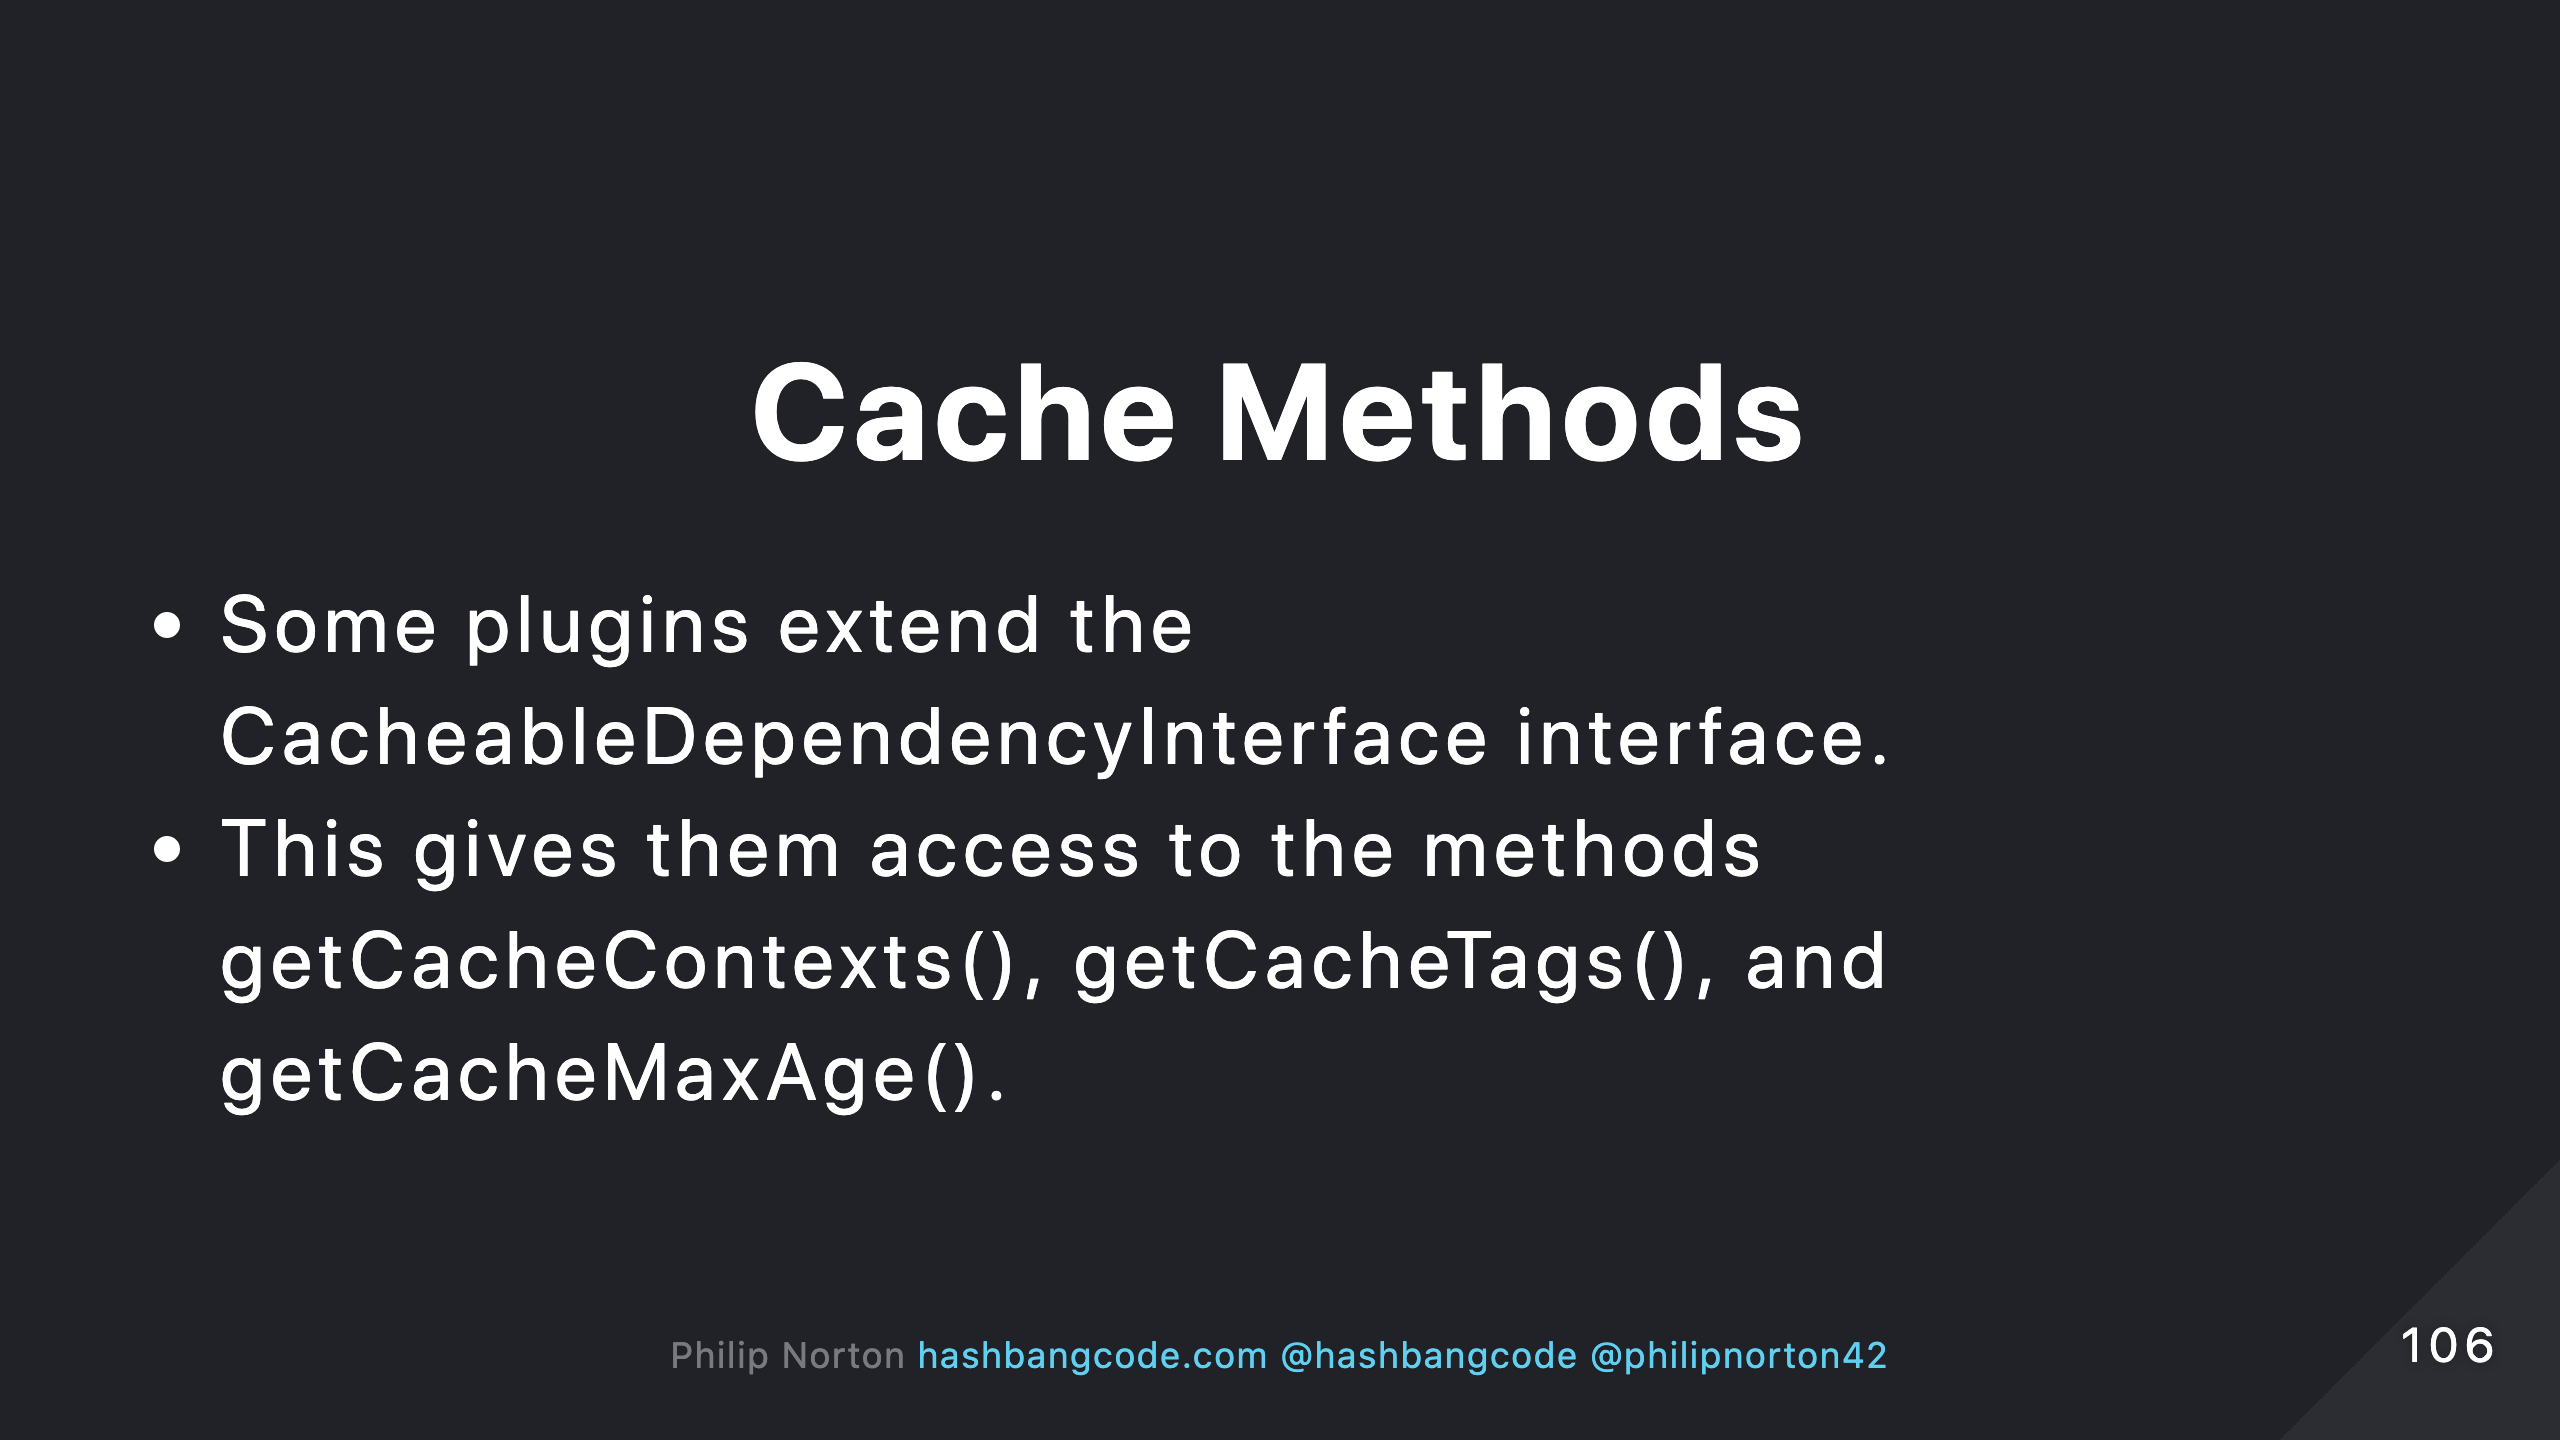 Cache Methods
• Some plugins extend the
CacheableDependencyInterface interface.
• This gives them access to the methods
getCacheContexts(), getCacheTags(), and
getCacheMaxAge().
Philip Norton hashbangcode.com @hashbangcode @philipnorton42
106